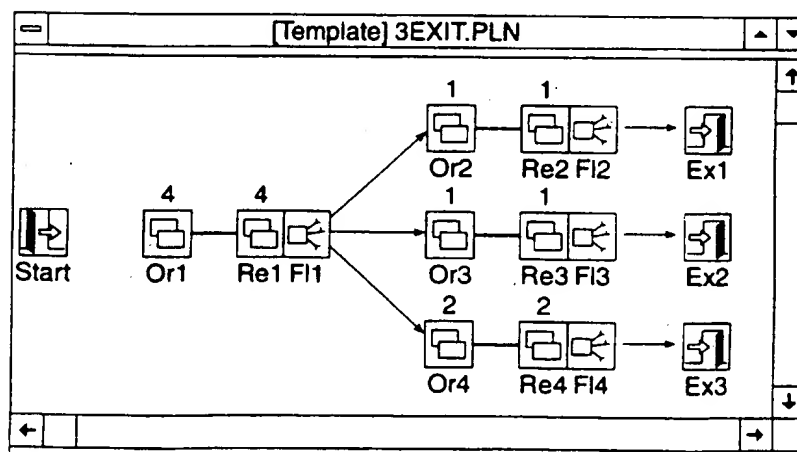 [Template] 3EXIT.PLN
1 1
Or2 Re2 Fl2 Ex1
4 4 1 1
Start Or1 Re1 Fl1 Or3 Re3 Fl3 Ex2
2 2
Or4 Re4 Fl4 Ex3